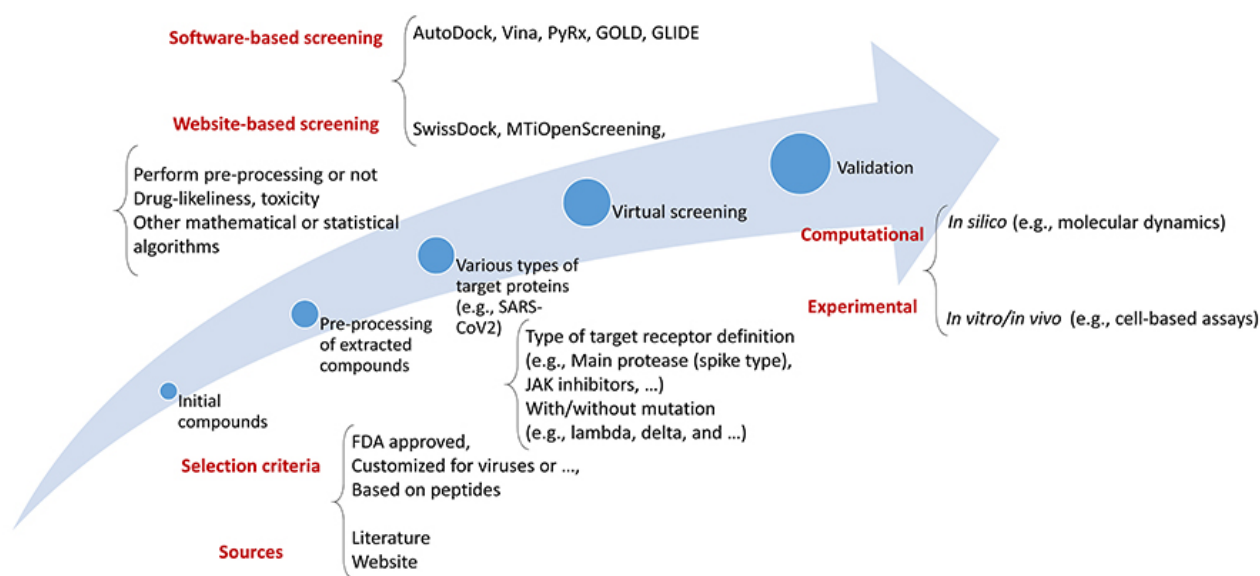 Software-based screening
AutoDock, Vina, PyRx, GOLD, GLIDE
Website-based screening
SwissDock, MTiOpenScreening,
Perform pre-processing or not
Drug-likeliness, toxicity
Other mathematical or statistical
algorithms
Validation
Virtual screening
Computational
In silico (e.g., molecular dynamics)
Experimental
In vitro/in vivo (e.g., cell-based assays)
Various types of
target proteins
(e.g., SARS-
CoV2)
Pre-processing
of extracted
compounds
Type of target receptor definition
(e.g., Main protease (spike type),
JAK inhibitors, ...)
With/without mutation
(e.g., lambda, delta, and ...)
Initial
compounds
Selection criteria
FDA approved,
Customized for viruses or ...,
Based on peptides
Sources
Literature
Website